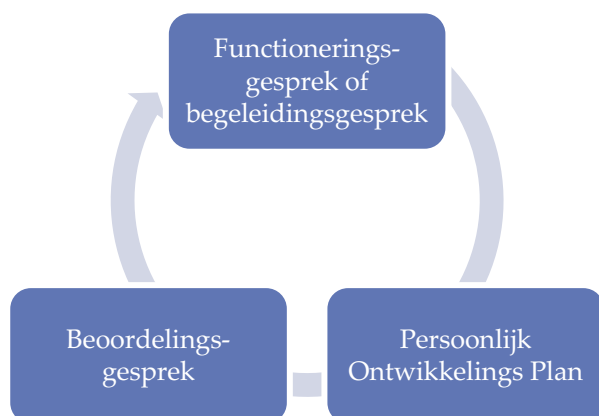 Functionerings-
gesprek of
begeleidingsgesprek
Beoordelings-
gesprek
Persoonlijk
Ontwikkelings Plan